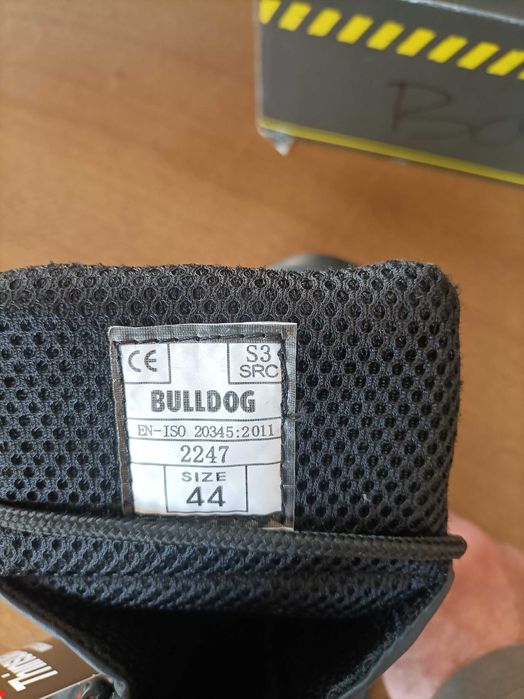 CE
S3
SRC
BULLDOG
EN-ISO 20345:2011
2247
SIZE
44